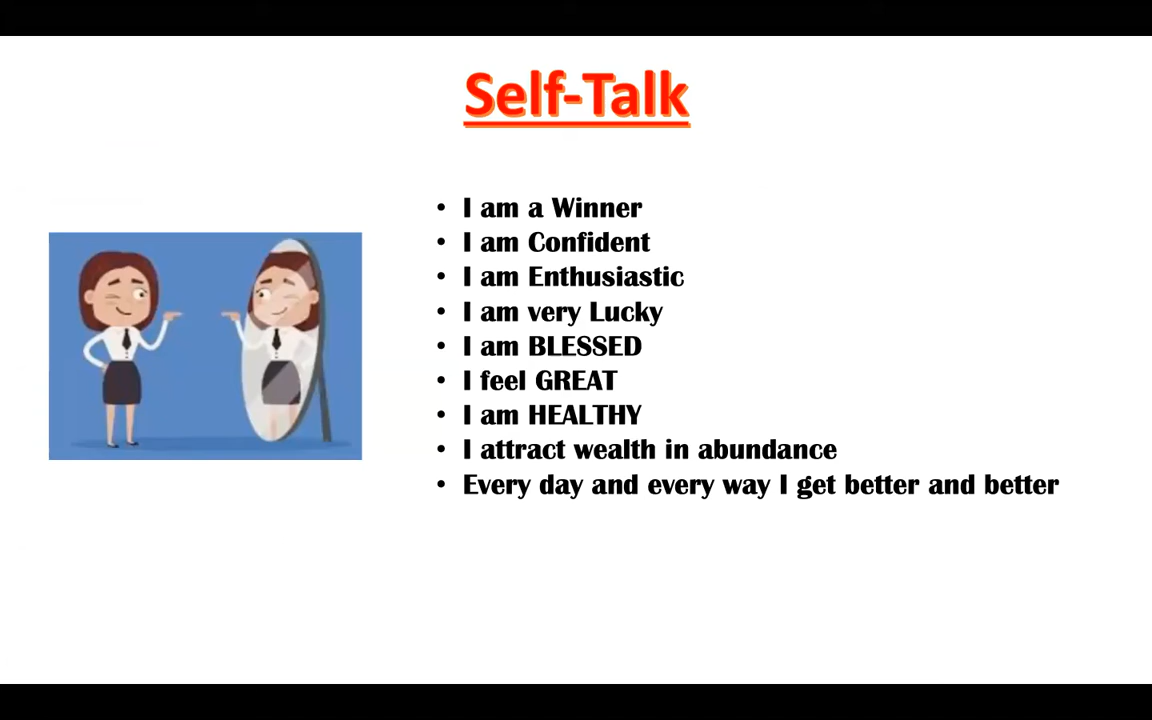 Self-Talk
• I am a Winner
• I am Confident
• I am Enthusiastic
• I am very Lucky
• I am BLESSED
• I feel GREAT
• I am HEALTHY
• I attract wealth in abundance
• Every day and every way I get better and better